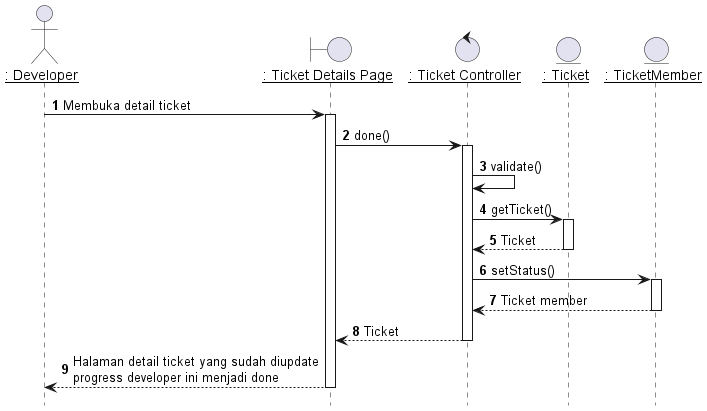 : Developer
: Ticket Details Page
: Ticket Controller
: Ticket
: TicketMember
1 Membuka detail ticket
2 done()
3 validate()
4 getTicket()
5 Ticket
6 setStatus()
7 Ticket member
8 Ticket
9 Halaman detail ticket yang sudah diupdate
progress developer ini menjadi done